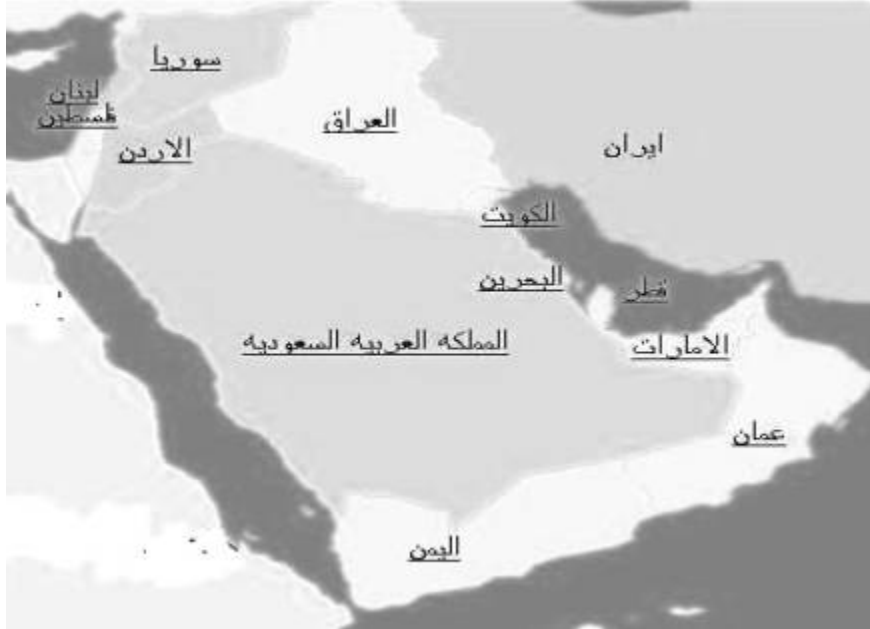 سوريا
لبنان
فلسطين
العراق
الاردن
ايران
الكويت
البحرين
قطر
المملكه العربيه السعوديه
الامارات
عمان
اليمن